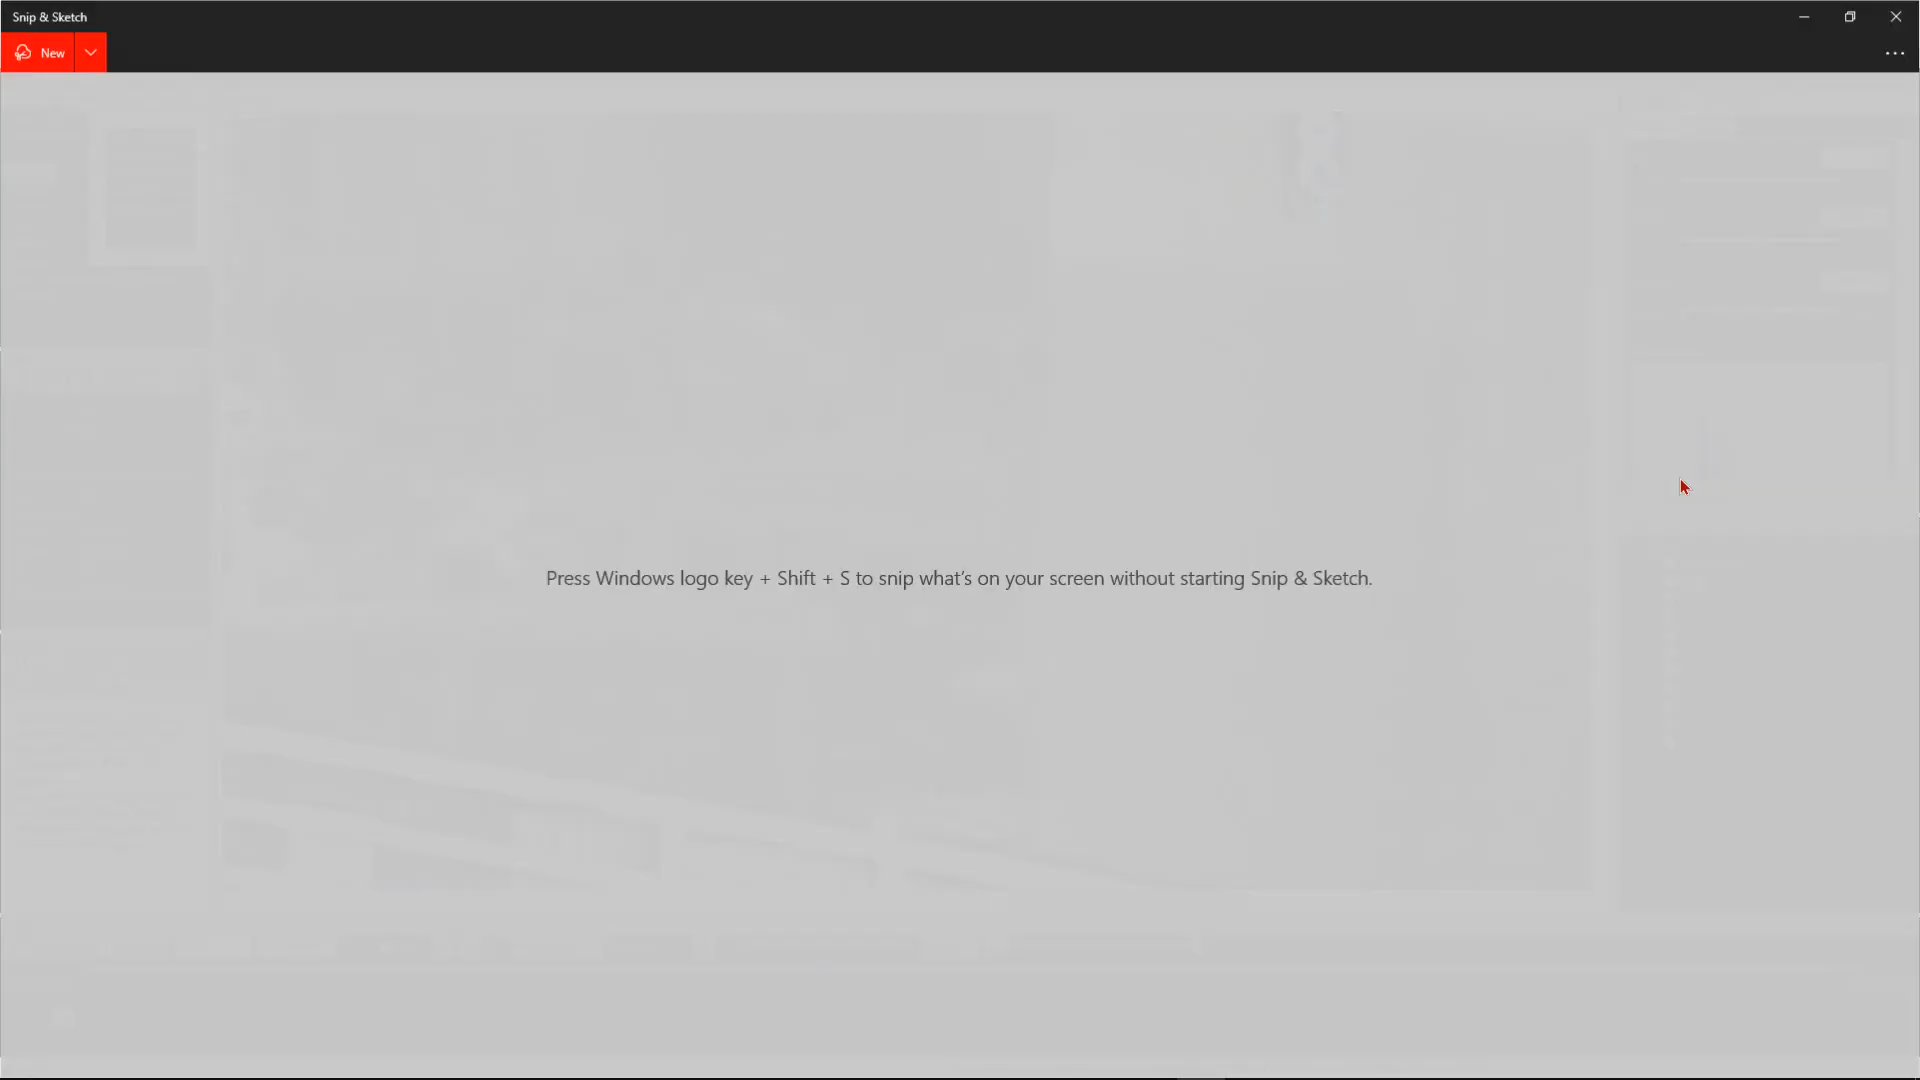 Snip & Sketch
New
Press Windows logo key + Shift + S to snip what's on your screen without starting Snip & Sketch.